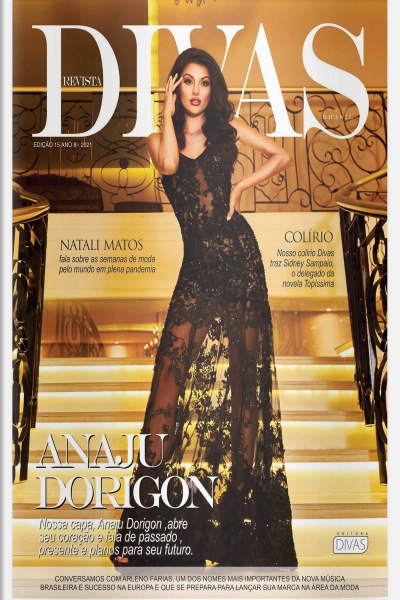 REVISTA
DIVAS
BRASIL
EDIÇÃO 15 ANO 8 - 2021
NATALI MATOS
fala sobre as semanas de moda
pelo mundo em plena pandemia
COLÍRIO
Nosso colírio Divas
traz Sidney Sampaio,
o delegado da
novela Topíssima
ANAJU
DORIGON
Nossa capa, Anaju Dorigon ,abre
seu coração e fala de passado ,
presente e planos para seu futuro.
EDITORA
DIVAS
CONVERSAMOS COM ARLENO FARIAS, UM DOS NOMES MAIS IMPORTANTES DA NOVA MÚSICA
BRASILEIRA E SUCESSO NA EUROPA E QUE SE PREPARA PARA LANÇAR SUA MARCA NA ÁREA DA MODA